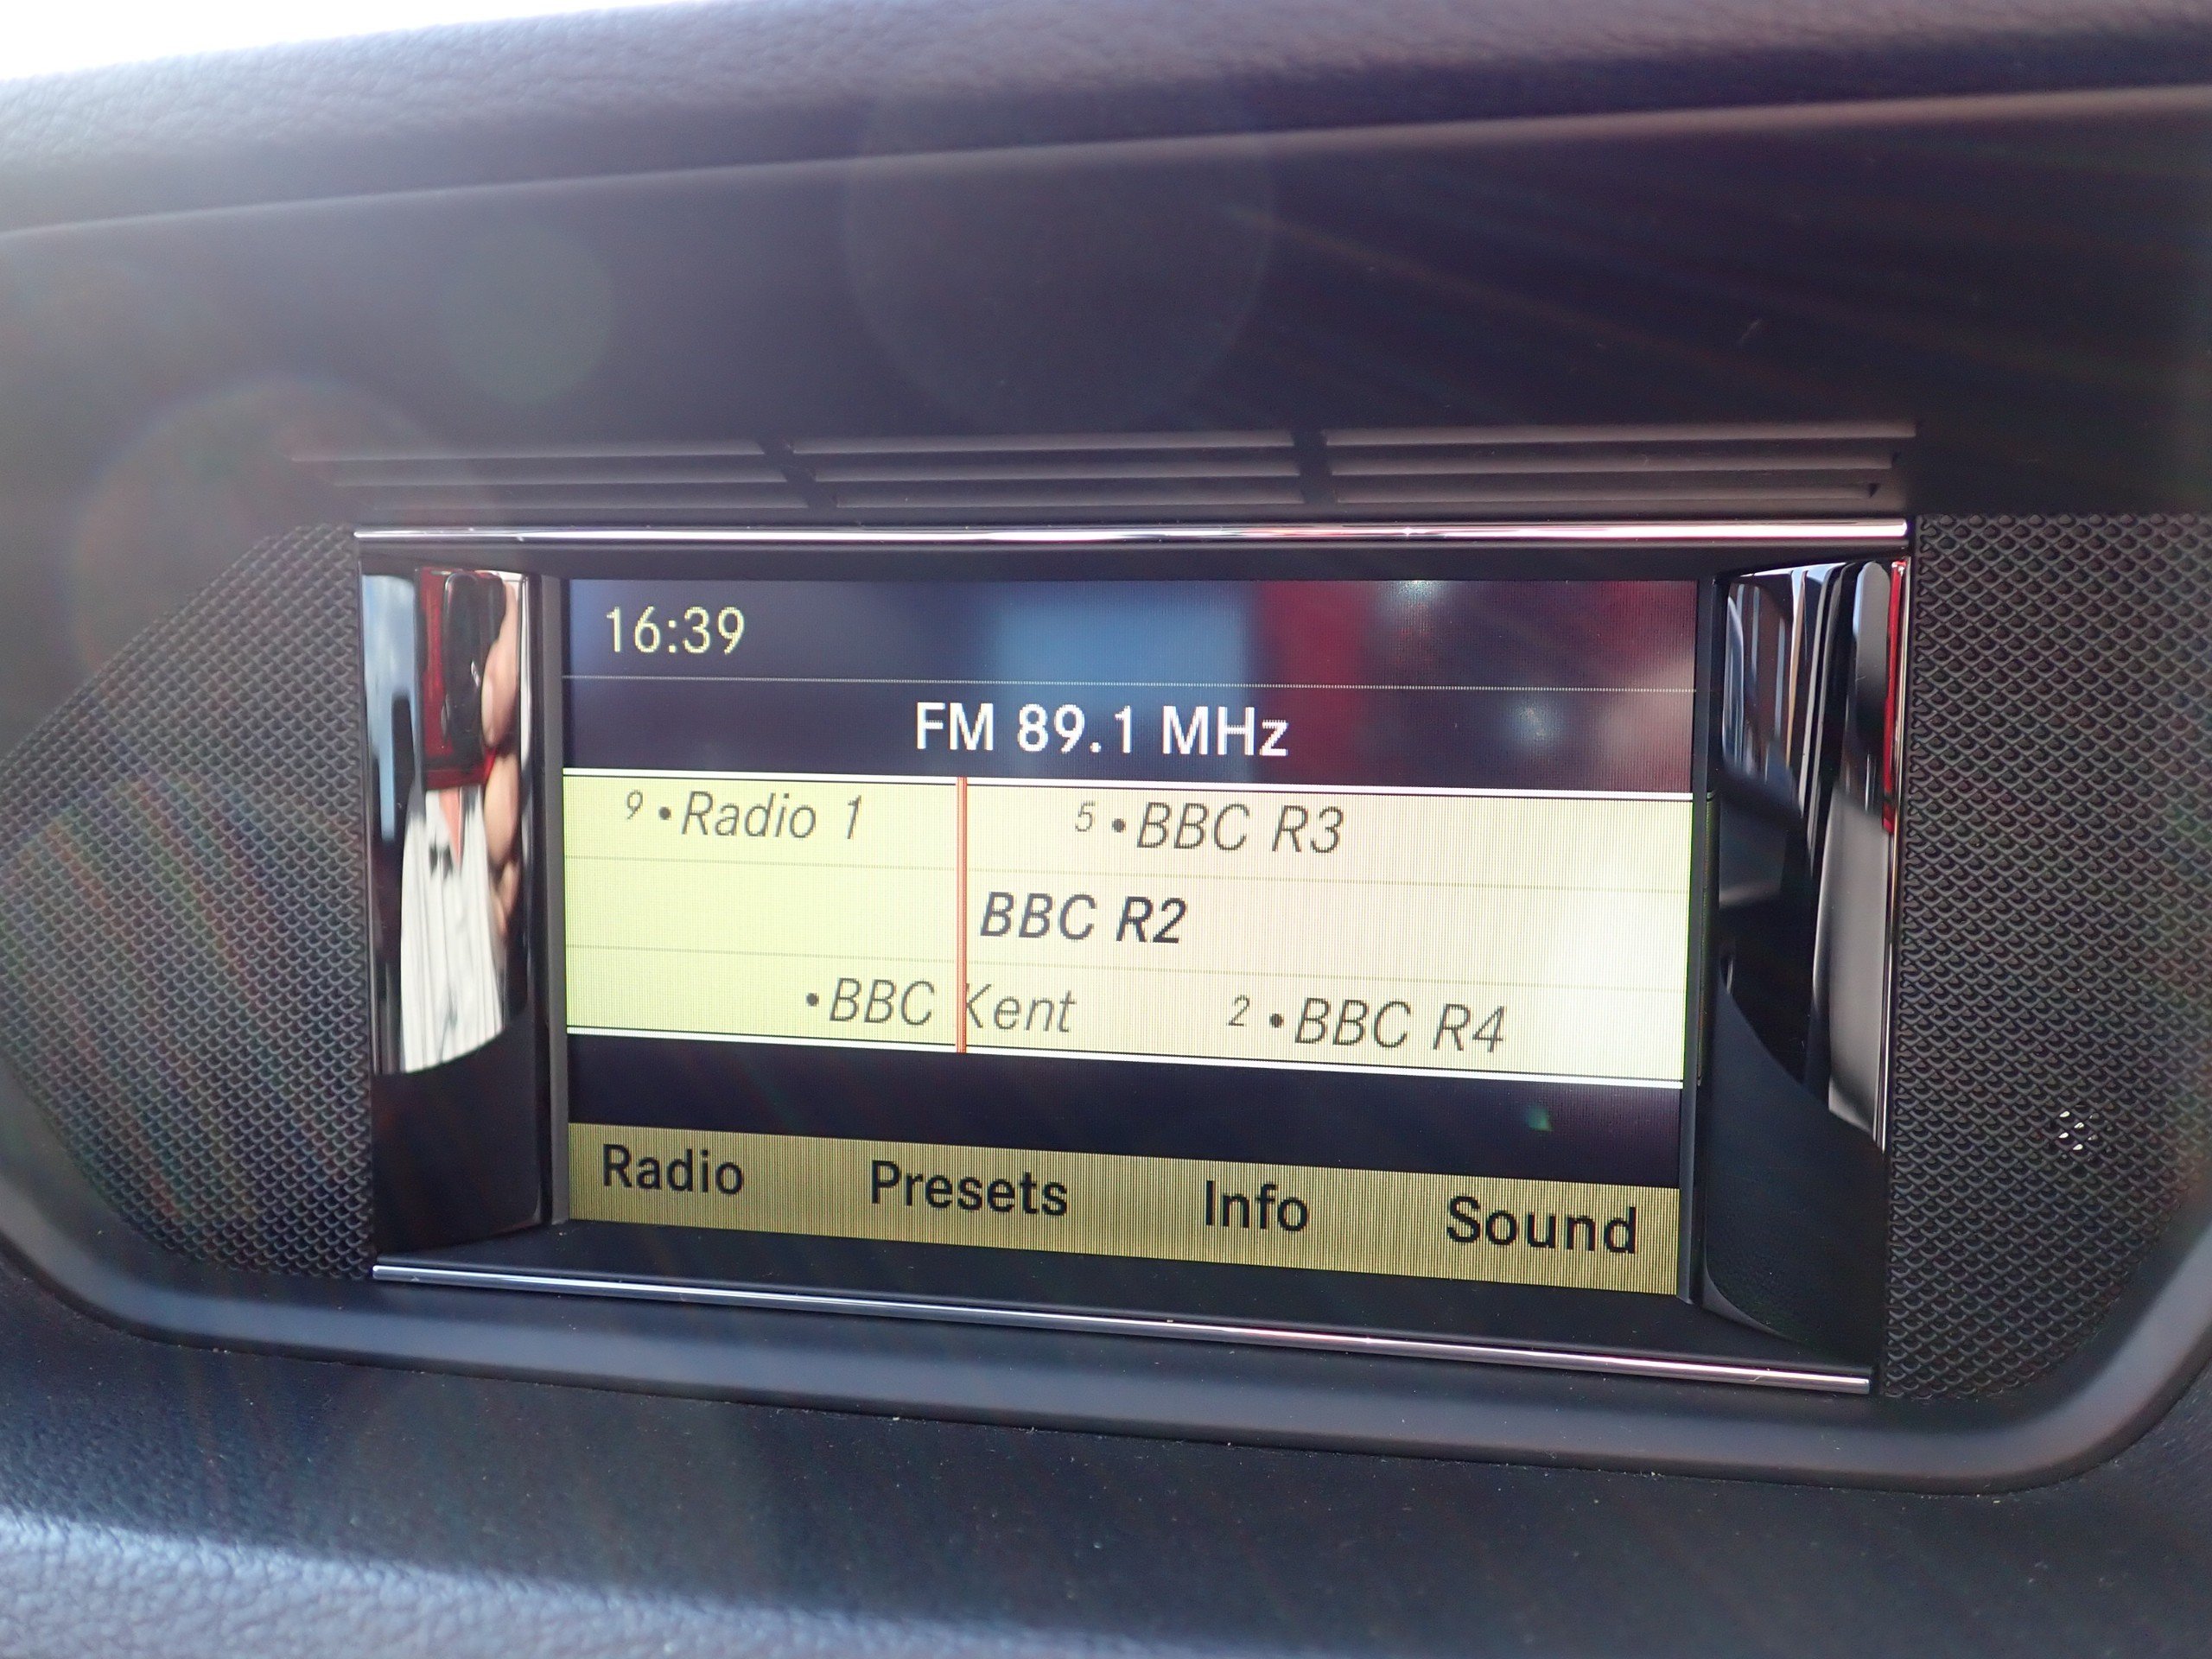 16:39
FM 89.1 MHz
9 •Radio 1 5 •BBC R3
BBC R2
•BBC Kent 2 •BBC R4
Radio Presets Info Sound